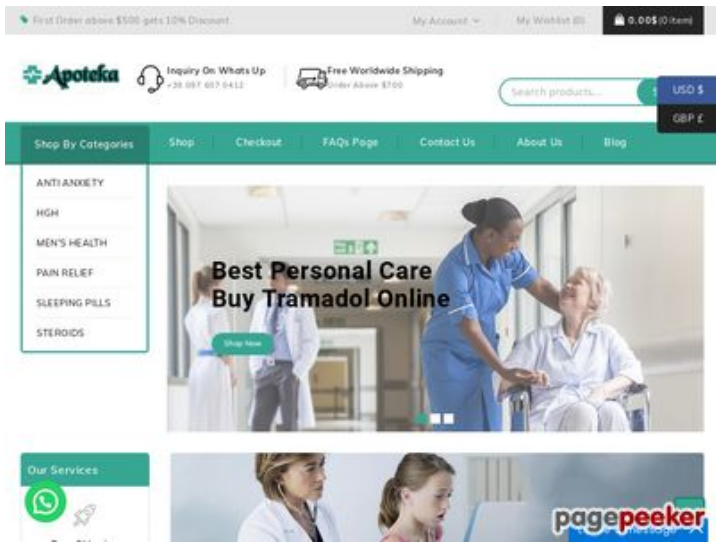 First Order above $500 gets 10% Discount
My Account
My Wishlist (0)
0.00$ (0 item)
Apoteka
Inquiry On Whats Up
Free Worldwide Shipping
Order Above $700
Search products...
USD $
GBP £
Shop By Categories
Shop
Checkout
FAQs Page
Contact Us
About Us
Blog
ANTI ANXIETY
HGH
MEN'S HEALTH
PAIN RELIEF
SLEEPING PILLS
STEROIDS
Best Personal Care
Buy Tramadol Online
Shop Now
Our Services
pagepeeker
message